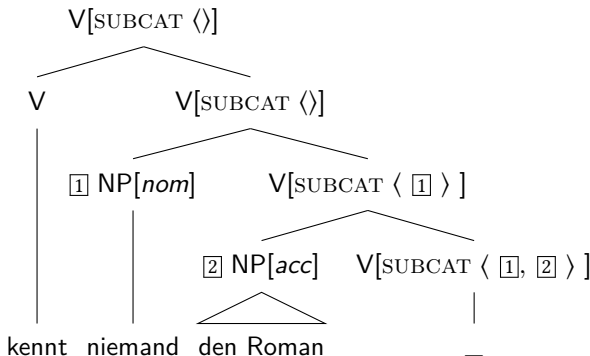 V[SUBCAT ⟨⟩]
V V[SUBCAT ⟨⟩]
1 NP[nom] V[SUBCAT ⟨ 1 ⟩ ]
2 NP[acc] V[SUBCAT ⟨ 1, 2 ⟩ ]
kennt niemand den Roman